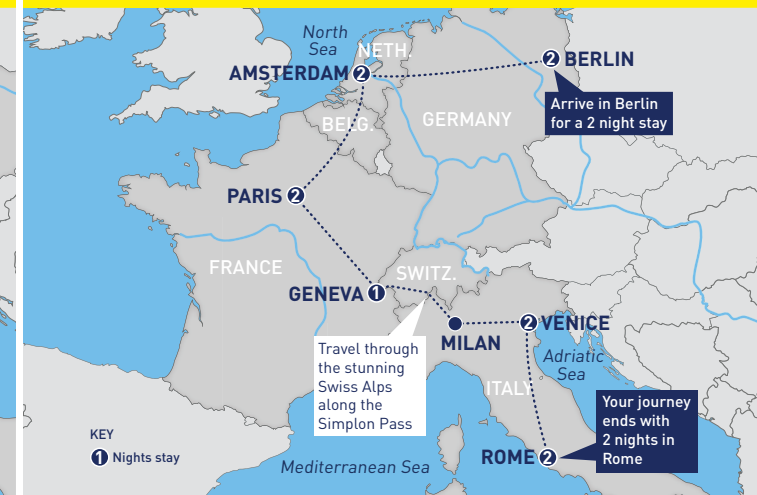 North
Sea
NETH.
AMSTERDAM 2
2 BERLIN
Arrive in Berlin
for a 2 night stay
BELG.
GERMANY
PARIS 2
FRANCE
SWITZ.
GENEVA 1
2 VENICE
MILAN
Travel through
the stunning
Swiss Alps
along the
Simplon Pass
Adriatic
Sea
ITALY
Your journey
ends with
2 nights in
Rome
KEY
1 Nights stay
Mediterranean Sea
ROME 2